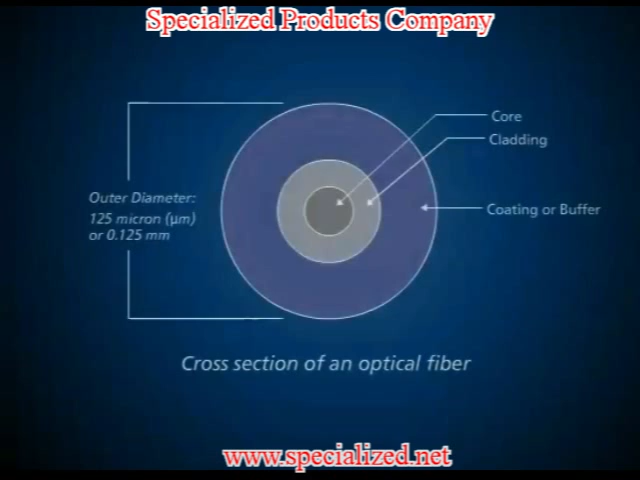 Specialized Products Company
Core
Cladding
Outer Diameter:
125 micron (µm)
or 0.125 mm
Coating or Buffer
Cross section of an optical fiber
www.specialized.net